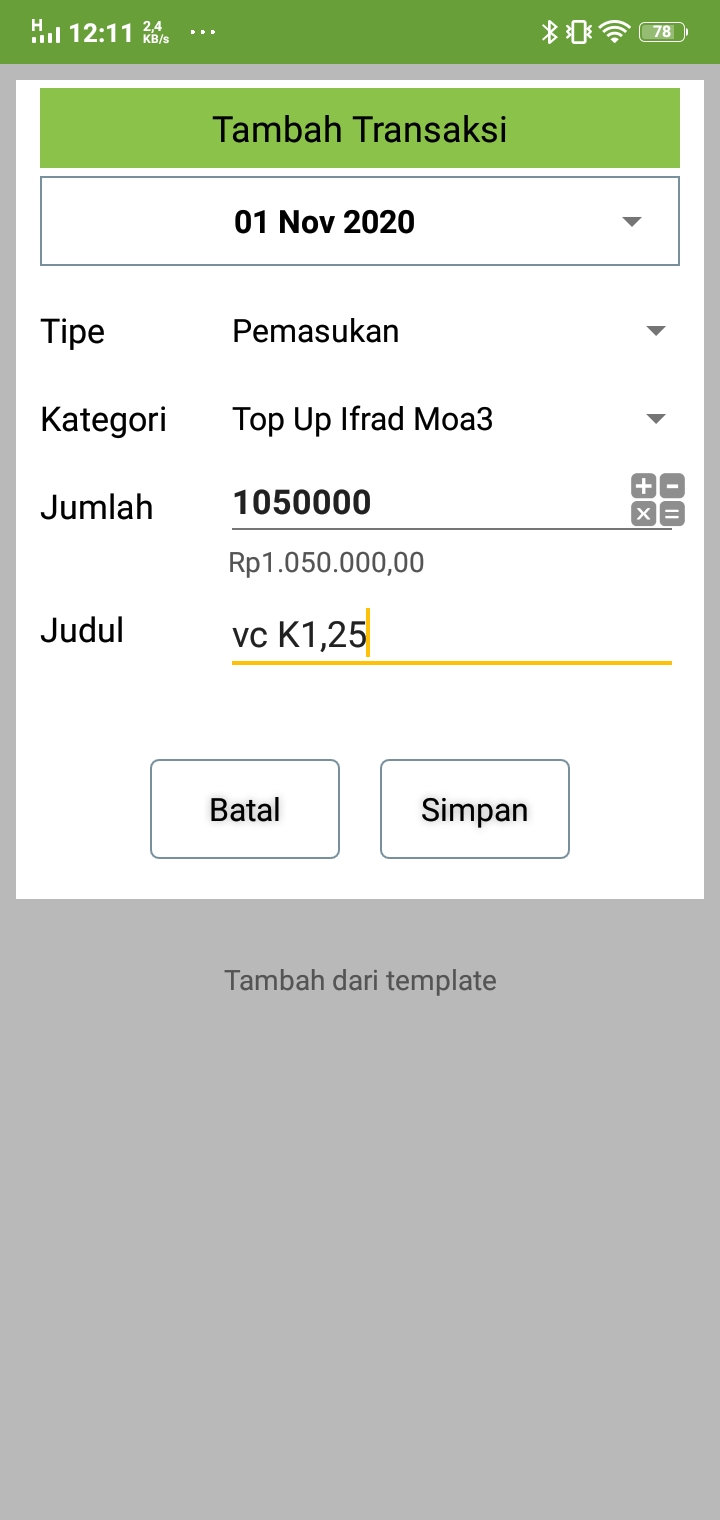 H 12:11 2,4 KB/s ... 78
Tambah Transaksi
01 Nov 2020
Tipe Pemasukan
Kategori Top Up Ifrad Moa3
Jumlah 1050000
Rp1.050.000,00
Judul vc K1,25
Batal Simpan
Tambah dari template